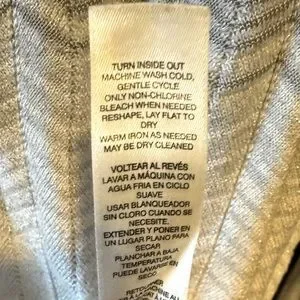 TURN INSIDE OUT
MACHINE WASH COLD,
GENTLE CYCLE
ONLY NON-CHLORINE
BLEACH WHEN NEEDED
RESHAPE, LAY FLAT TO
DRY
WARM IRON AS NEEDED
MAY BE DRY CLEANED
VOLTEAR AL REVÉS
LAVAR A MÁQUINA CON
AGUA FRIA EN CICLO
SUAVE
USAR BLANQUEADOR
SIN CLORO CUANDO SE
NECESITE.
EXTENDER Y PONER EN
UN LUGAR PLANO PARA
SECAR
PLANCHAR A BAJA
TEMPERATURA
PUEDE LAVARSE EN
SECO